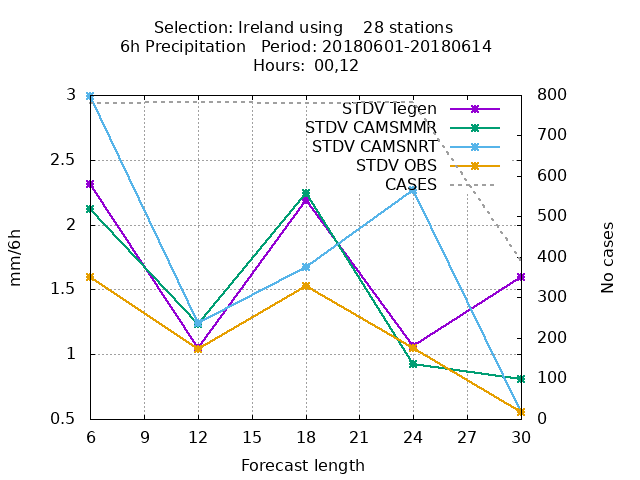 Selection: Ireland using    28 stations
6h Precipitation   Period: 20180601-20180614
Hours:  00,12
3
2.5
2
1.5
1
0.5
mm/6h
STDV Tegen
STDV CAMSMMR
STDV CAMSNRT
STDV OBS
CASES
800
700
600
500
400
300
200
100
0
No cases
6 9 12 15 18 21 24 27 30
Forecast length